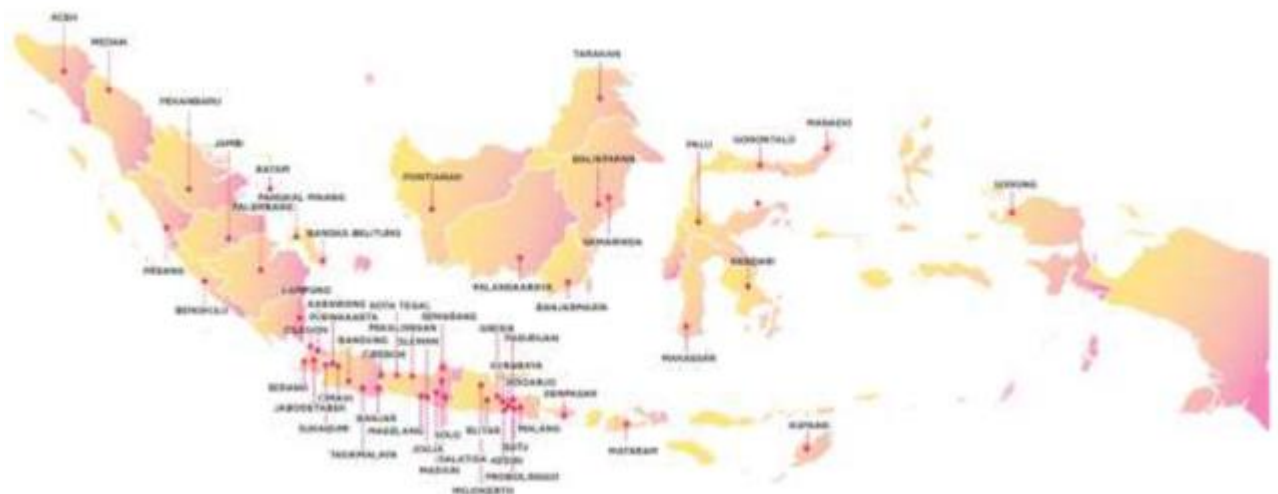 ACEH
MEDAN
PEKANBARU
JAMBI
BATAM
PANGKAL PINANG
PALEMBANG
BANGKA BELITUNG
PADANG
BENGKULU
LAMPUNG
KARAWANG
PURWAKARTA
CILEGON
BANDUNG
CIREBON
KOTA TEGAL
PEKALONGAN
SLEMAN
SEMARANG
GRESIK
PASURUAN
SURABAYA
SIDOARJO
DENPASAR
SERANG
JABODETABEK
CIMAHI
SUKABUMI
BANJAR
TASIKMALAYA
MAGELANG
JOGJA
SOLO
MADIUN
SALATIGA
BLITAR
KEDIRI
BATU
MALANG
PROBOLINGGO
MOJOKERTO
MATARAM
KUPANG
PONTIANAK
PALANGKARAYA
BANJARMASIN
SAMARINDA
TARAKAN
PALU
GORONTALO
MANADO
KENDARI
MAKASSAR
SORONG